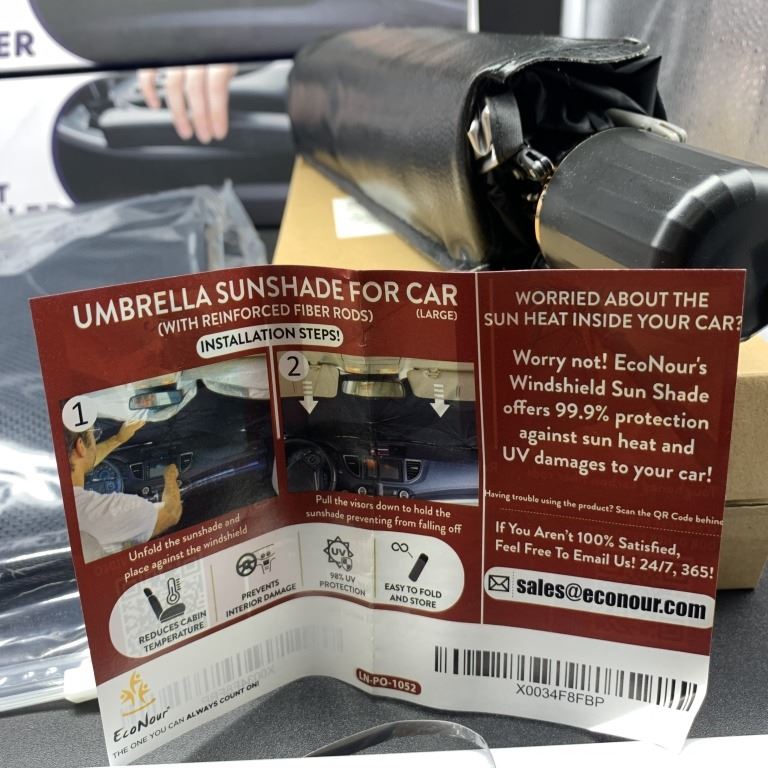 ER
UMBRELLA SUNSHADE FOR CAR
(WITH REINFORCED FIBER RODS)
(LARGE)
INSTALLATION STEPS!
1
Unfold the sunshade and
place against the windshield
2
Pull the visors down to hold the
sunshade preventing from falling off
REDUCES CABIN
TEMPERATURE
PREVENTS
INTERIOR DAMAGE
UV
98% UV
PROTECTION
EASY TO FOLD
AND STORE
EcoNour
THE ONE YOU CAN ALWAYS COUNT ON!
LN-PO-1052
WORRIED ABOUT THE
SUN HEAT INSIDE YOUR CAR?
Worry not! EcoNour's
Windshield Sun Shade
offers 99.9% protection
against sun heat and
UV damages to your car!
Having trouble using the product? Scan the QR Code behind
If You Aren't 100% Satisfied,
Feel Free To Email Us! 24/7, 365!
sales@econour.com
X0034F8FBP